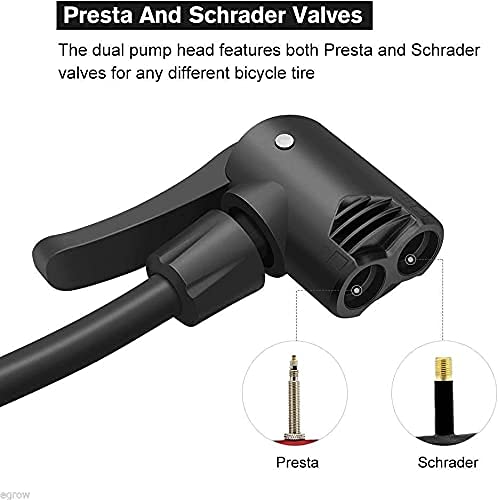 Presta And Schrader Valves
The dual pump head features both Presta and Schrader
valves for any different bicycle tire
Presta
Schrader
egrow